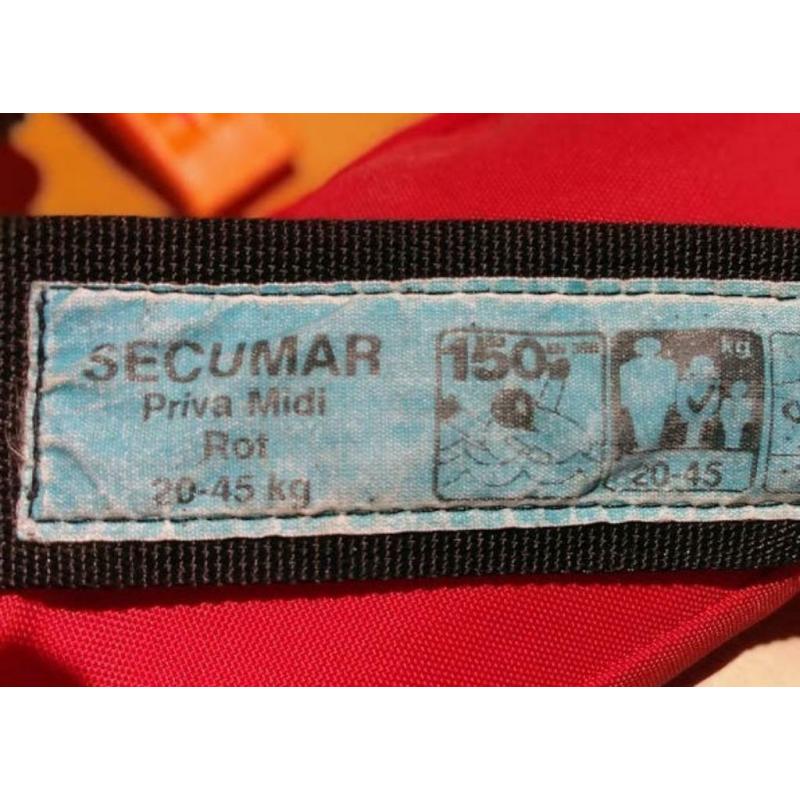 SECUMAR
Priva Midi
Rot
20-45 kg
150
kg
20-45